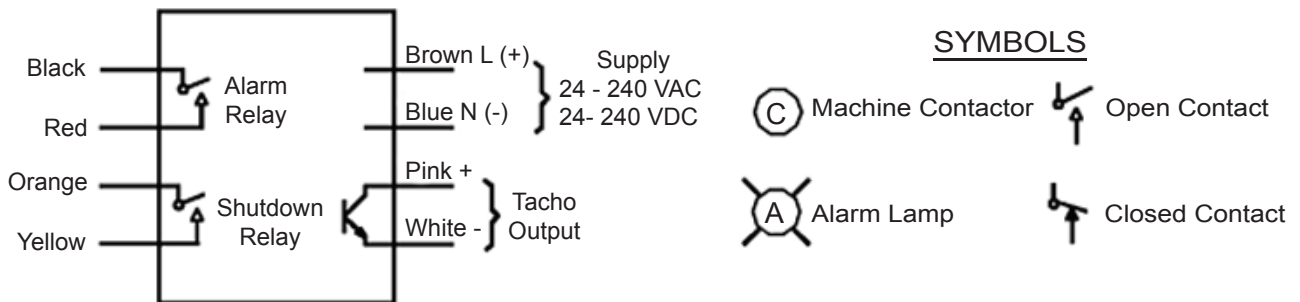 Black
Red
Orange
Yellow
Alarm
Relay
Shutdown
Relay
Brown L (+)
Blue N (-)
Pink +
White -
Supply
24 - 240 VAC
24- 240 VDC
Tacho
Output
SYMBOLS
C Machine Contactor
Open Contact
A Alarm Lamp
Closed Contact